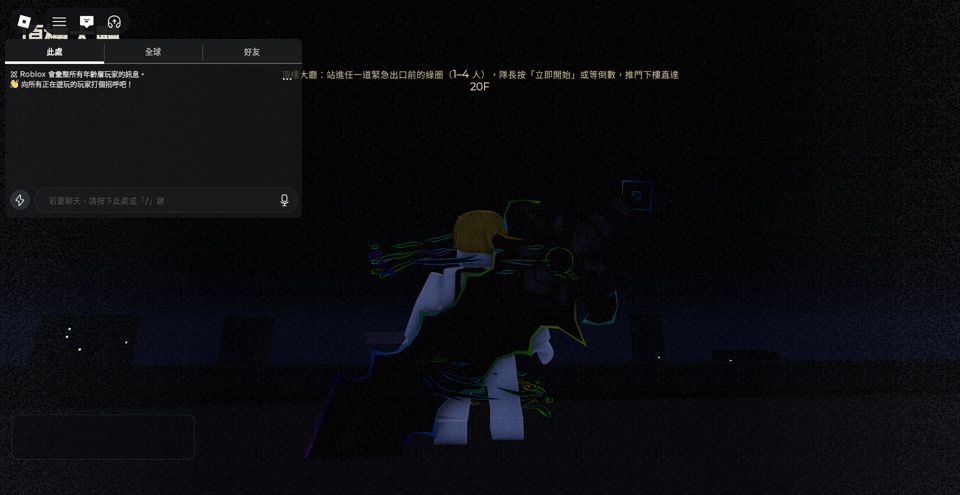 此處
全球
好友
Roblox 會彙整所有年齡層玩家的訊息。
向所有正在遊玩的玩家打個招呼吧！
若要聊天，請按下此處或「/」鍵
頂樓大廳：站進任一道緊急出口前的綠圈（1–4 人），隊長按「立即開始」或等倒數，推門下樓直達
20F